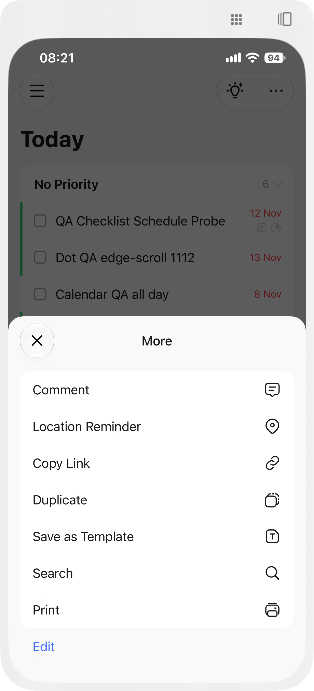 08:21
94
Today
No Priority
6
QA Checklist Schedule Probe
12 Nov
Dot QA edge-scroll 1112
13 Nov
Calendar QA all day
8 Nov
More
Comment
Location Reminder
Copy Link
Duplicate
Save as Template
T
Search
Print
Edit